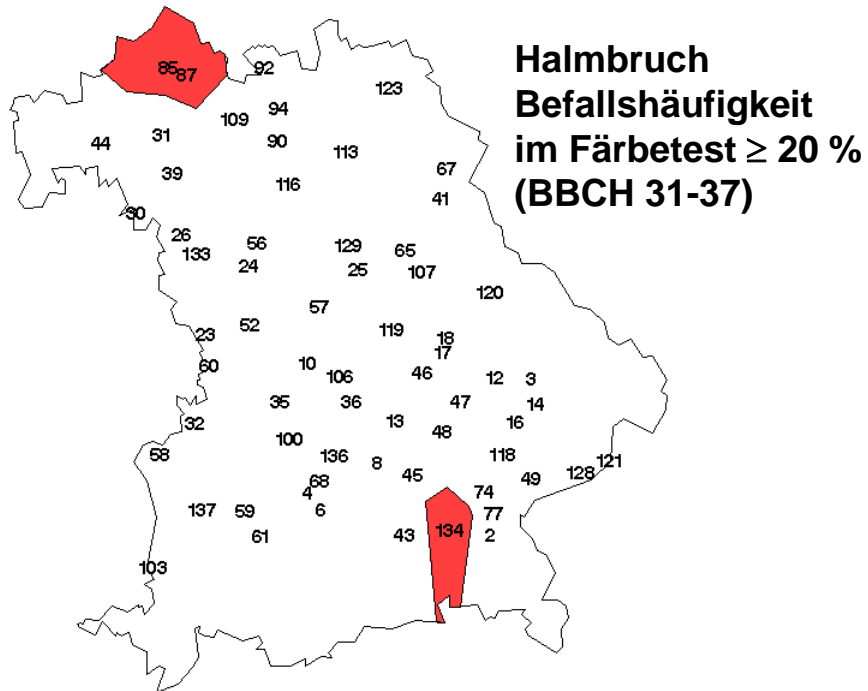 Halmbruch
Befallshäufigkeit
im Färbetest ≥ 20 %
(BBCH 31-37)
85 87 92
123
94
109
31 90
44 113
39 67
116
41
30
26 56 129 65
133
24 25 107
120
57
52 119
23 18
17
60 10 46
106 12 3
35 36 47 14
13 16
32 48
100
58 136 8 118 121
128
45 49
68
4 74
137 59 6 77
134
61 43 2
103